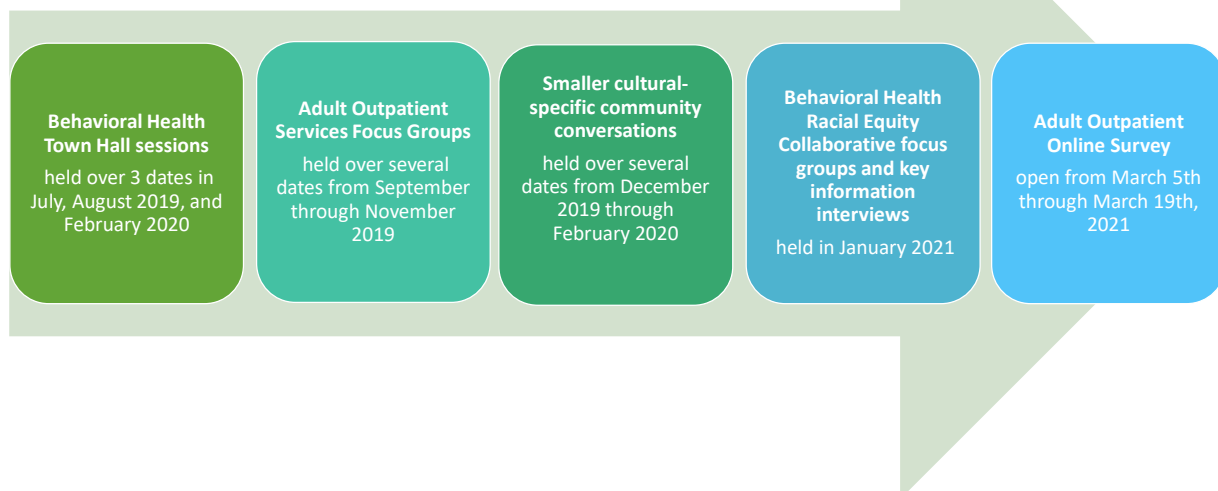 Behavioral Health
Town Hall sessions
held over 3 dates in
July, August 2019, and
February 2020
Adult Outpatient
Services Focus Groups
held over several
dates from September
through November
2019
Smaller cultural-
specific community
conversations
held over several
dates from December
2019 through
February 2020
Behavioral Health
Racial Equity
Collaborative focus
groups and key
information
interviews
held in January 2021
Adult Outpatient
Online Survey
open from March 5th
through March 19th,
2021